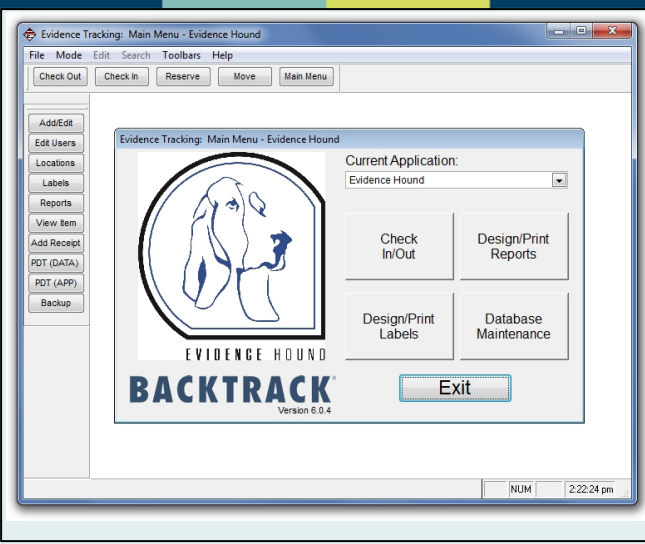 Evidence Tracking: Main Menu - Evidence Hound
File Mode Edit Search Toolbars Help
Check Out Check In Reserve Move Main Menu
Add/Edit
Edit Users
Locations
Labels
Reports
View Item
Add Receipt
PDT (DATA)
PDT (APP)
Backup
Evidence Tracking: Main Menu - Evidence Hound
EVIDENCE HOUND
BACKTRACK
Version 6.0.4
Current Application:
Evidence Hound
Check
In/Out
Design/Print
Reports
Design/Print
Labels
Database
Maintenance
Exit
NUM 2:22:24 pm